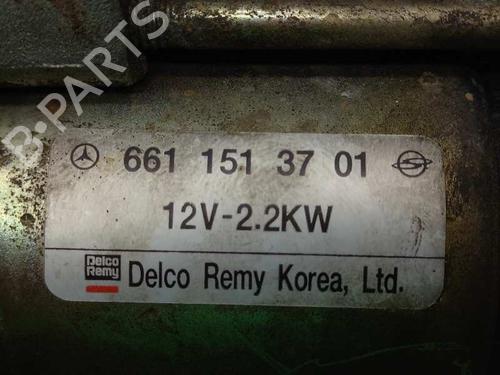 B-PARTS
661 151 37 01
12V-2.2KW
Delco
Remy
Delco Remy Korea, Ltd.